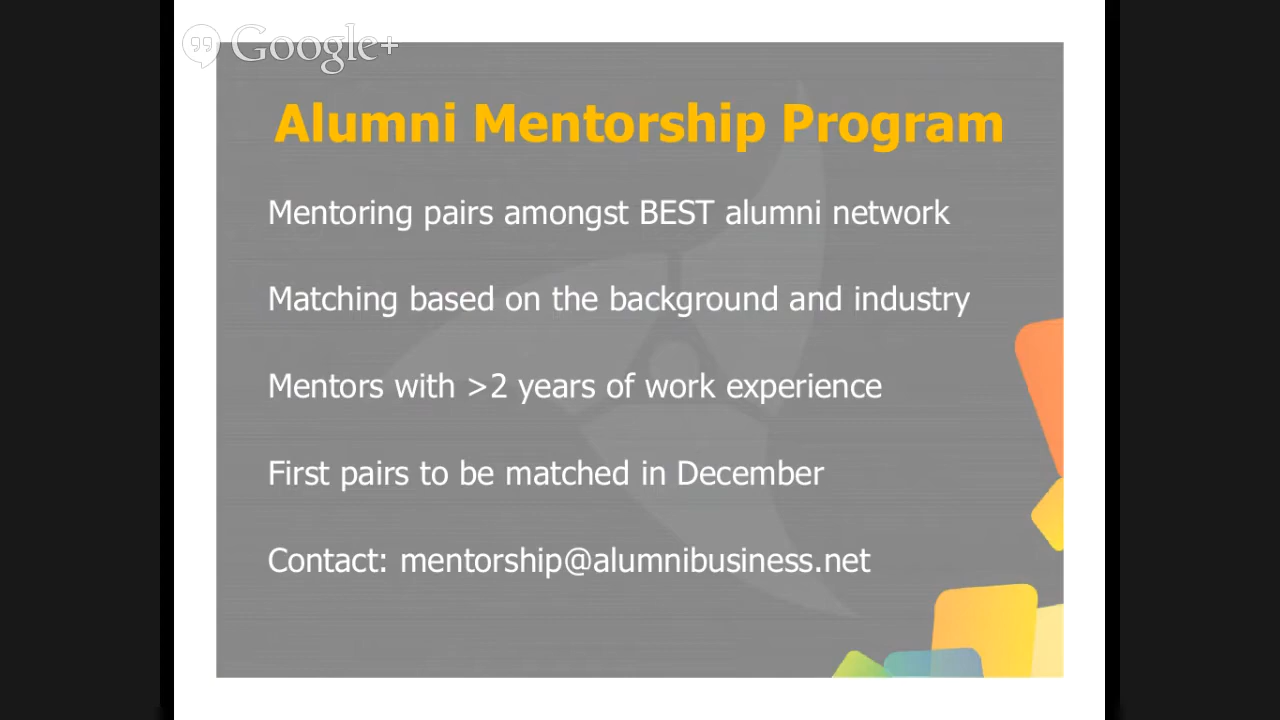 Google+
Alumni Mentorship Program
Mentoring pairs amongst BEST alumni network
Matching based on the background and industry
Mentors with >2 years of work experience
First pairs to be matched in December
Contact: mentorship@alumnibusiness.net